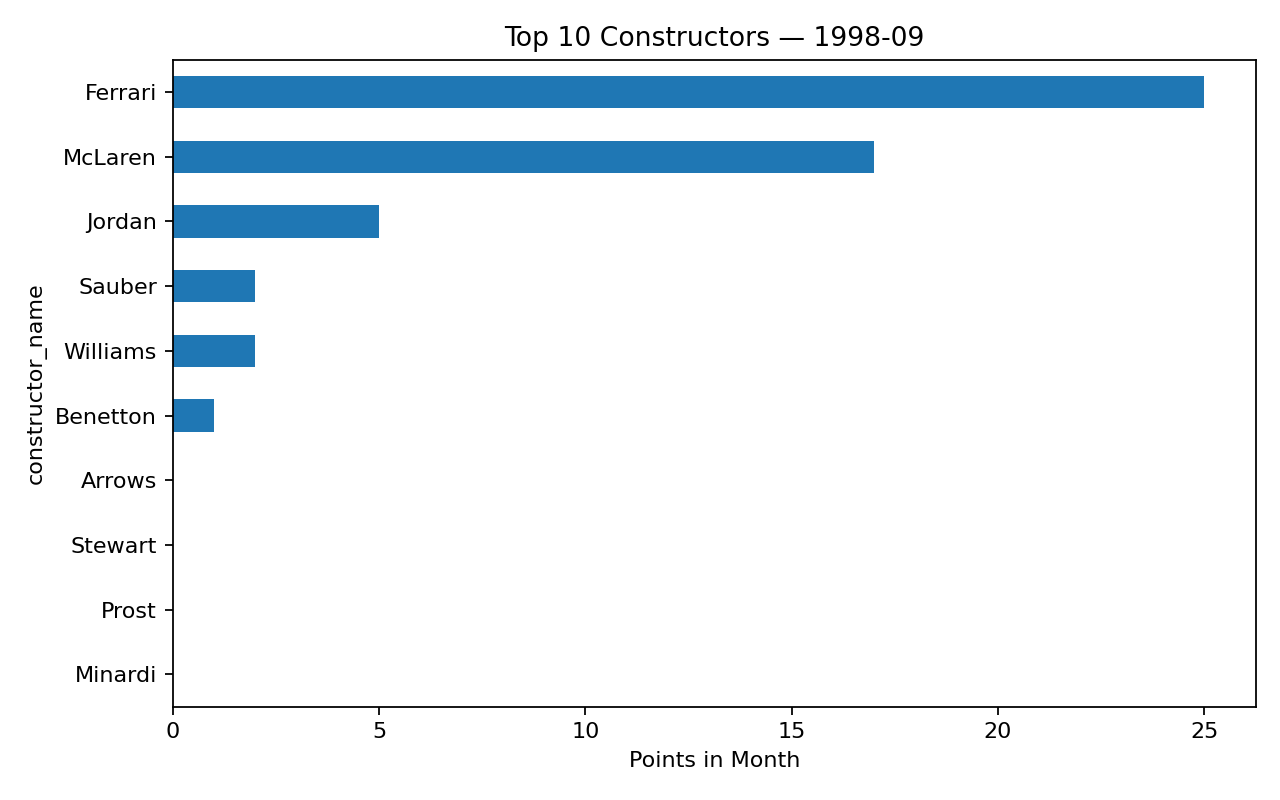 Top 10 Constructors — 1998-09
Ferrari
McLaren
Jordan
Sauber
Williams
Benetton
Arrows
Stewart
Prost
Minardi
constructor_name
0 5 10 15 20 25
Points in Month